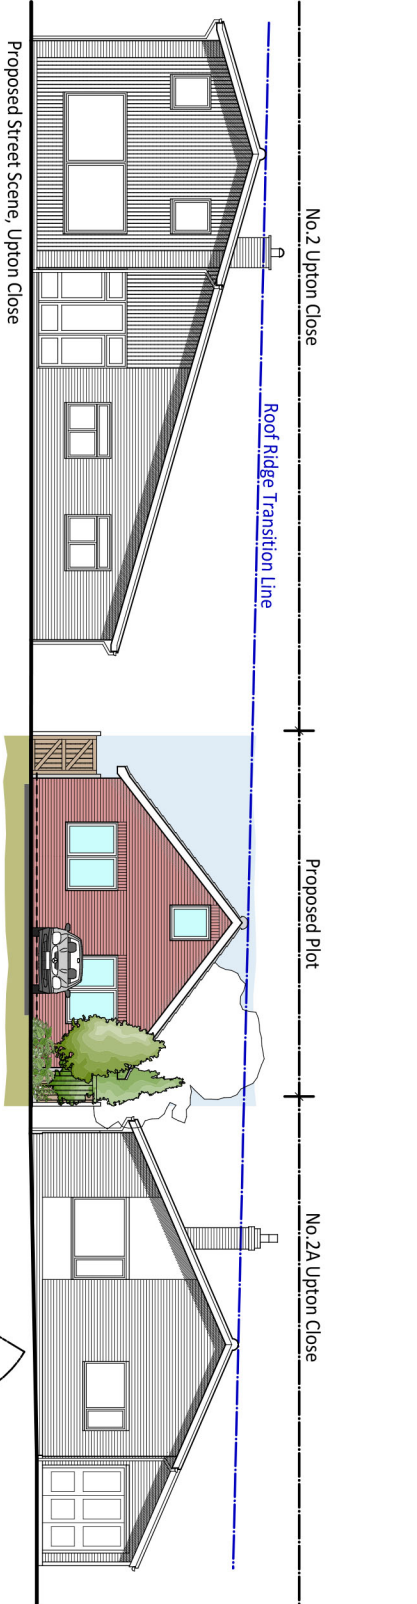 No.2 Upton Close
Proposed Plot
No.2A Upton Close
Roof Ridge Transition Line
Proposed Street Scene, Upton Close